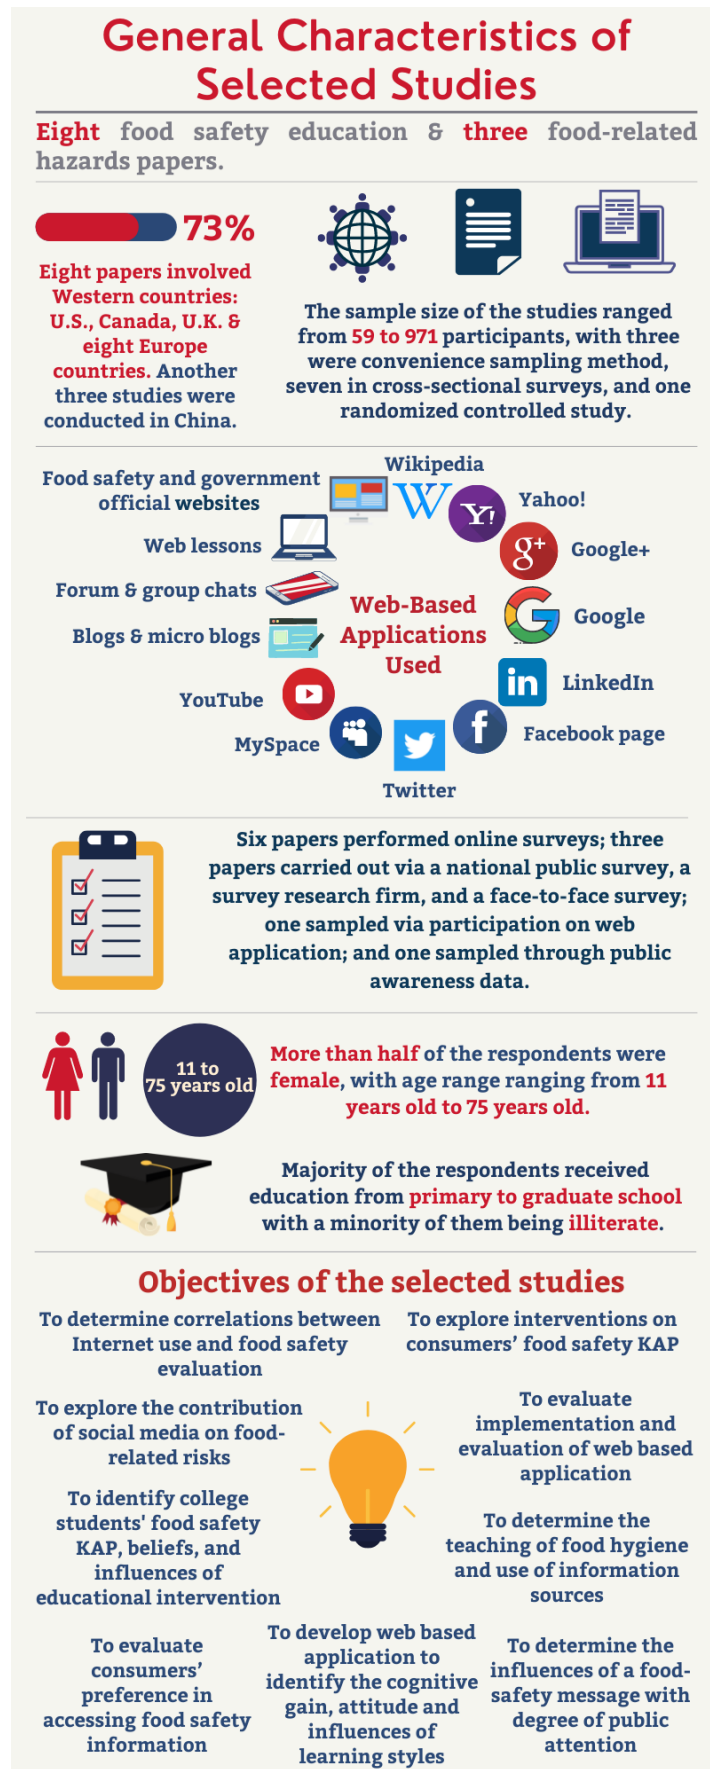 General Characteristics of
Selected Studies
Eight food safety education & three food-related
hazards papers.
73%
Eight papers involved
Western countries:
U.S., Canada, U.K. &
eight Europe
countries. Another
three studies were
conducted in China.
The sample size of the studies ranged
from 59 to 971 participants, with three
were convenience sampling method,
seven in cross-sectional surveys, and one
randomized controlled study.
Wikipedia
Food safety and government
official websites
W
Y!
Yahoo!
Web lessons
g+
Google+
Forum & group chats
Web-Based
Applications
Used
G
Google
Blogs & micro blogs
in
LinkedIn
YouTube
MySpace
f
Facebook page
Twitter
Six papers performed online surveys; three
papers carried out via a national public survey, a
survey research firm, and a face-to-face survey;
one sampled via participation on web
application; and one sampled through public
awareness data.
11 to
75 years old
More than half of the respondents were
female, with age range ranging from 11
years old to 75 years old.
Majority of the respondents received
education from primary to graduate school
with a minority of them being illiterate.
Objectives of the selected studies
To determine correlations between
Internet use and food safety
evaluation
To explore interventions on
consumers' food safety KAP
To explore the contribution
of social media on food-
related risks
To evaluate
implementation and
evaluation of web based
application
To identify college
students' food safety
KAP, beliefs, and
influences of
educational intervention
To determine the
teaching of food hygiene
and use of information
sources
To evaluate
consumers'
preference in
accessing food safety
information
To develop web based
application to
identify the cognitive
gain, attitude and
influences of
learning styles
To determine the
influences of a food-
safety message with
degree of public
attention